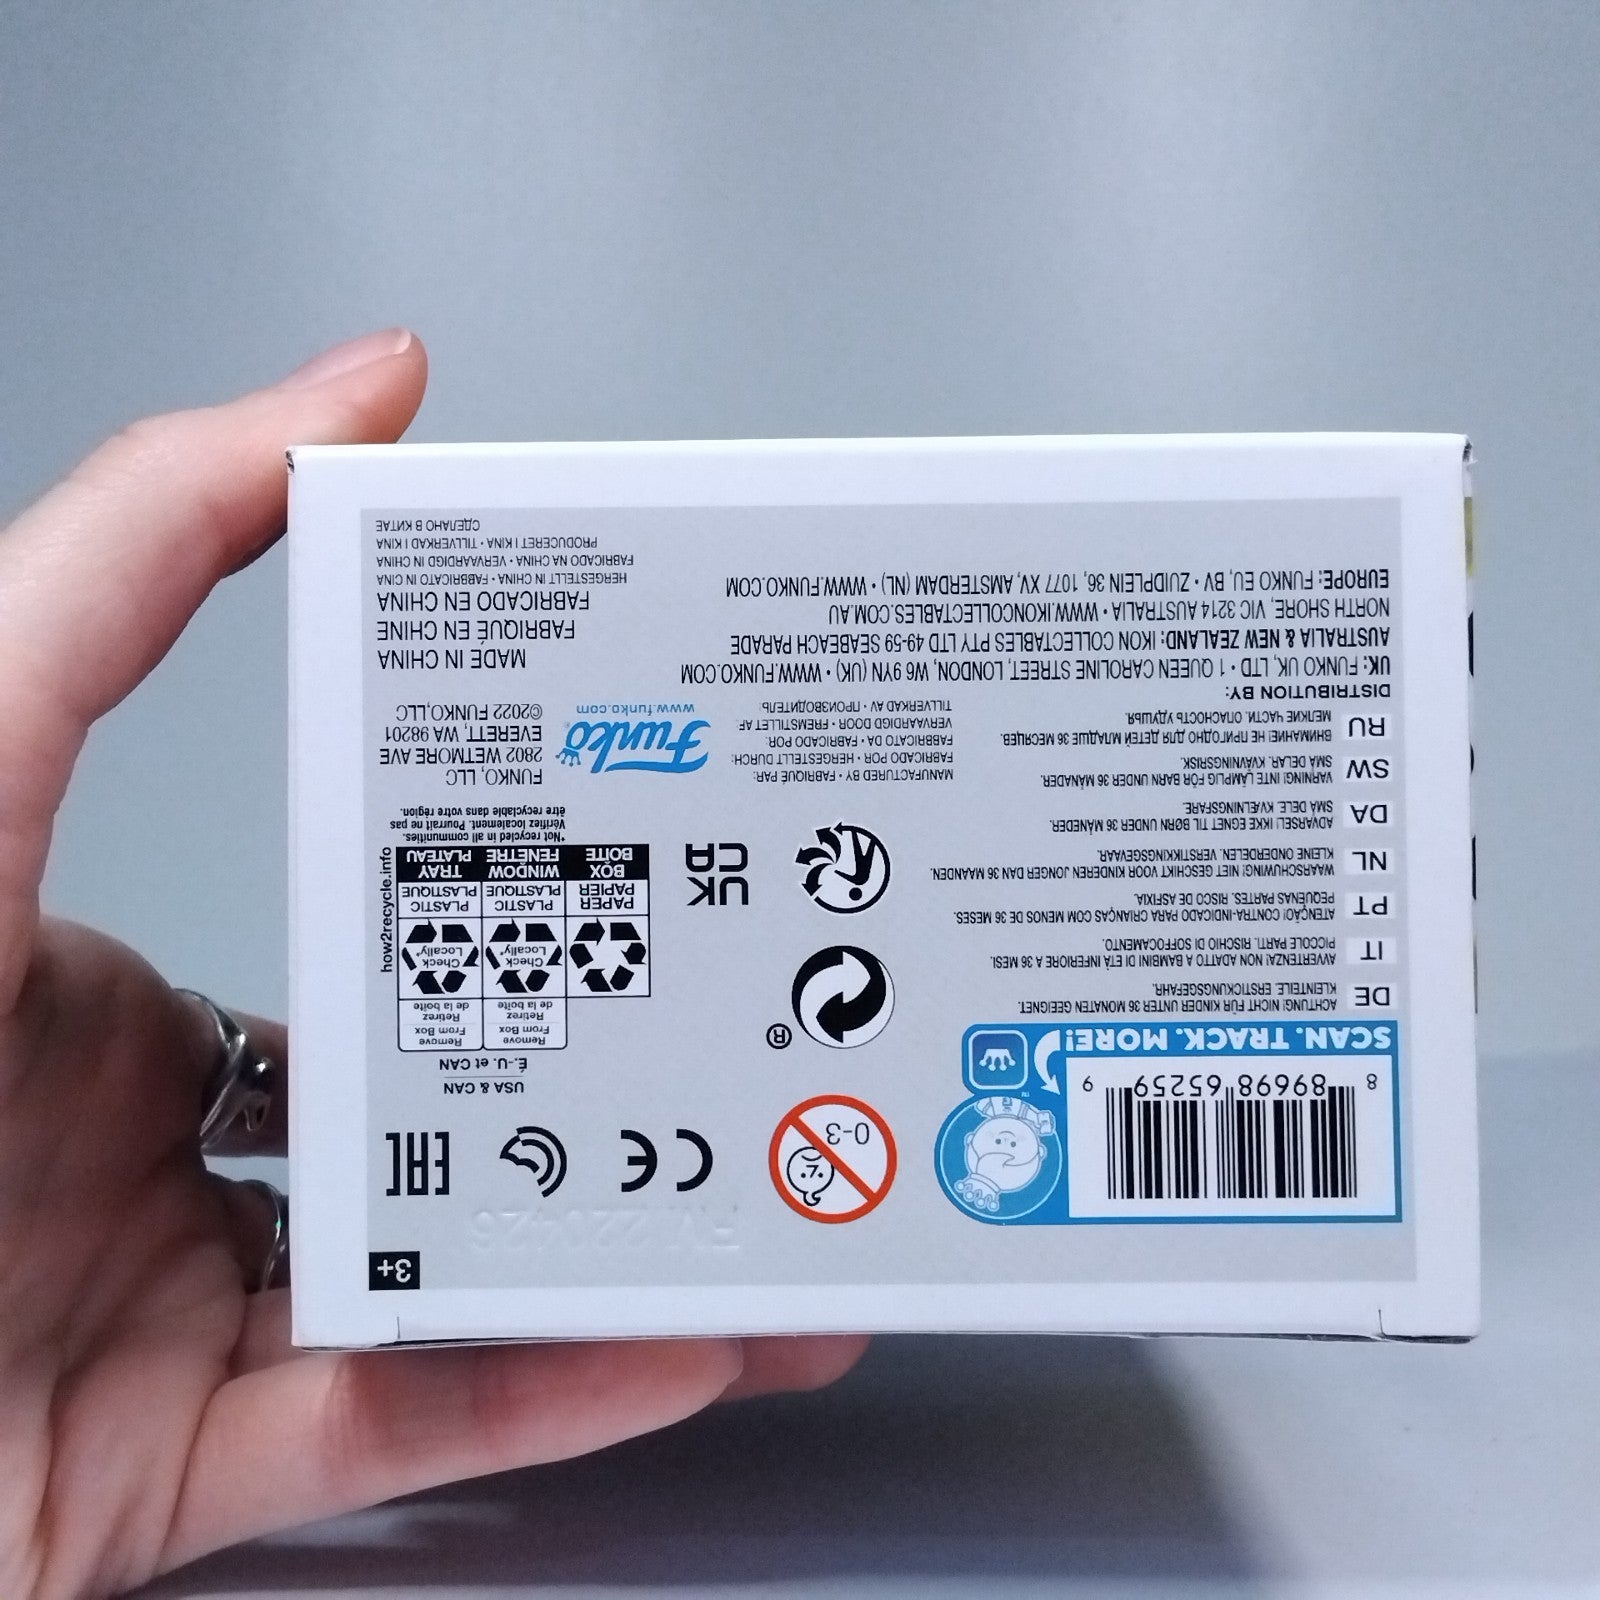 3+
FV 220426
8 89698 65259 9
SCAN. TRACK. MORE!
™
0-3
CE
EAC
®
USA & CAN
É.-U. et CAN
Remove
From Box
Retirez
de la boîte
Remove
From Box
Retirez
de la boîte
Check
Locally*
Check
Locally*
PAPER
PAPIER
PLASTIC
PLASTIQUE
PLASTIC
PLASTIQUE
BOX
BOÎTE
WINDOW
FENÊTRE
TRAY
PLATEAU
how2recycle.info
*Not recycled in all communities.
Vérifiez localement. Pourrait ne pas
être recyclable dans votre région.
UK
CA
DE
ACHTUNG! NICHT FÜR KINDER UNTER 36 MONATEN GEEIGNET.
KLEINTEILE. ERSTICKUNGSGEFAHR.
IT
AVVERTENZA! NON ADATTO A BAMBINI DI ETÀ INFERIORE A 36 MESI.
PICCOLE PARTI. RISCHIO DI SOFFOCAMENTO.
PT
ATENÇÃO! CONTRA-INDICADO PARA CRIANÇAS COM MENOS DE 36 MESES.
PEQUENAS PARTES. RISCO DE ASFIXIA.
NL
WAARSCHUWING! NIET GESCHIKT VOOR KINDEREN JONGER DAN 36 MAANDEN.
KLEINE ONDERDELEN. VERSTIKKINGSGEVAAR.
DA
ADVARSEL! IKKE EGNET TIL BØRN UNDER 36 MÅNEDER.
SMÅ DELE. KVÆLNINGSFARE.
SW
VARNING! INTE LÄMPLIG FÖR BARN UNDER 36 MÅNADER.
SMÅ DELAR. KVÄVNINGSRISK.
RU
ВНИМАНИЕ! НЕ ПРИГОДНО ДЛЯ ДЕТЕЙ МЛАДШЕ 36 МЕСЯЦЕВ.
МЕЛКИЕ ЧАСТИ. ОПАСНОСТЬ УДУШЬЯ
MANUFACTURED BY • FABRIQUÉ PAR:
FABRICADO POR • HERGESTELLT DURCH:
FABBRICATO DA • FABRICADO POR:
VERVAARDIGD DOOR • FREMSTILLET AF:
TILLVERKAD AV • ПРОИЗВОДИТЕЛЬ:
Funko®
www.funko.com
FUNKO, LLC
2802 WETMORE AVE
EVERETT, WA 98201
©2022 FUNKO,LLC
DISTRIBUTION BY:
UK: FUNKO UK, LTD • 1 QUEEN CAROLINE STREET, LONDON, W6 9YN (UK) • WWW.FUNKO.COM
AUSTRALIA & NEW ZEALAND: IKON COLLECTABLES PTY LTD 49-59 SEABEACH PARADE
NORTH SHORE, VIC 3214 AUSTRALIA • WWW.IKONCOLLECTABLES.COM.AU
EUROPE: FUNKO EU, BV • ZUIDPLEIN 36, 1077 XV, AMSTERDAM (NL) • WWW.FUNKO.COM
MADE IN CHINA
FABRIQUÉ EN CHINE
FABRICADO EN CHINA
HERGESTELLT IN CHINA • FABBRICATO IN CINA
FABRICADO NA CHINA • VERVAARDIGD IN CHINA
PRODUCERET I KINA • TILLVERKAD I KINA
СДЕЛАНО В КИТАЕ